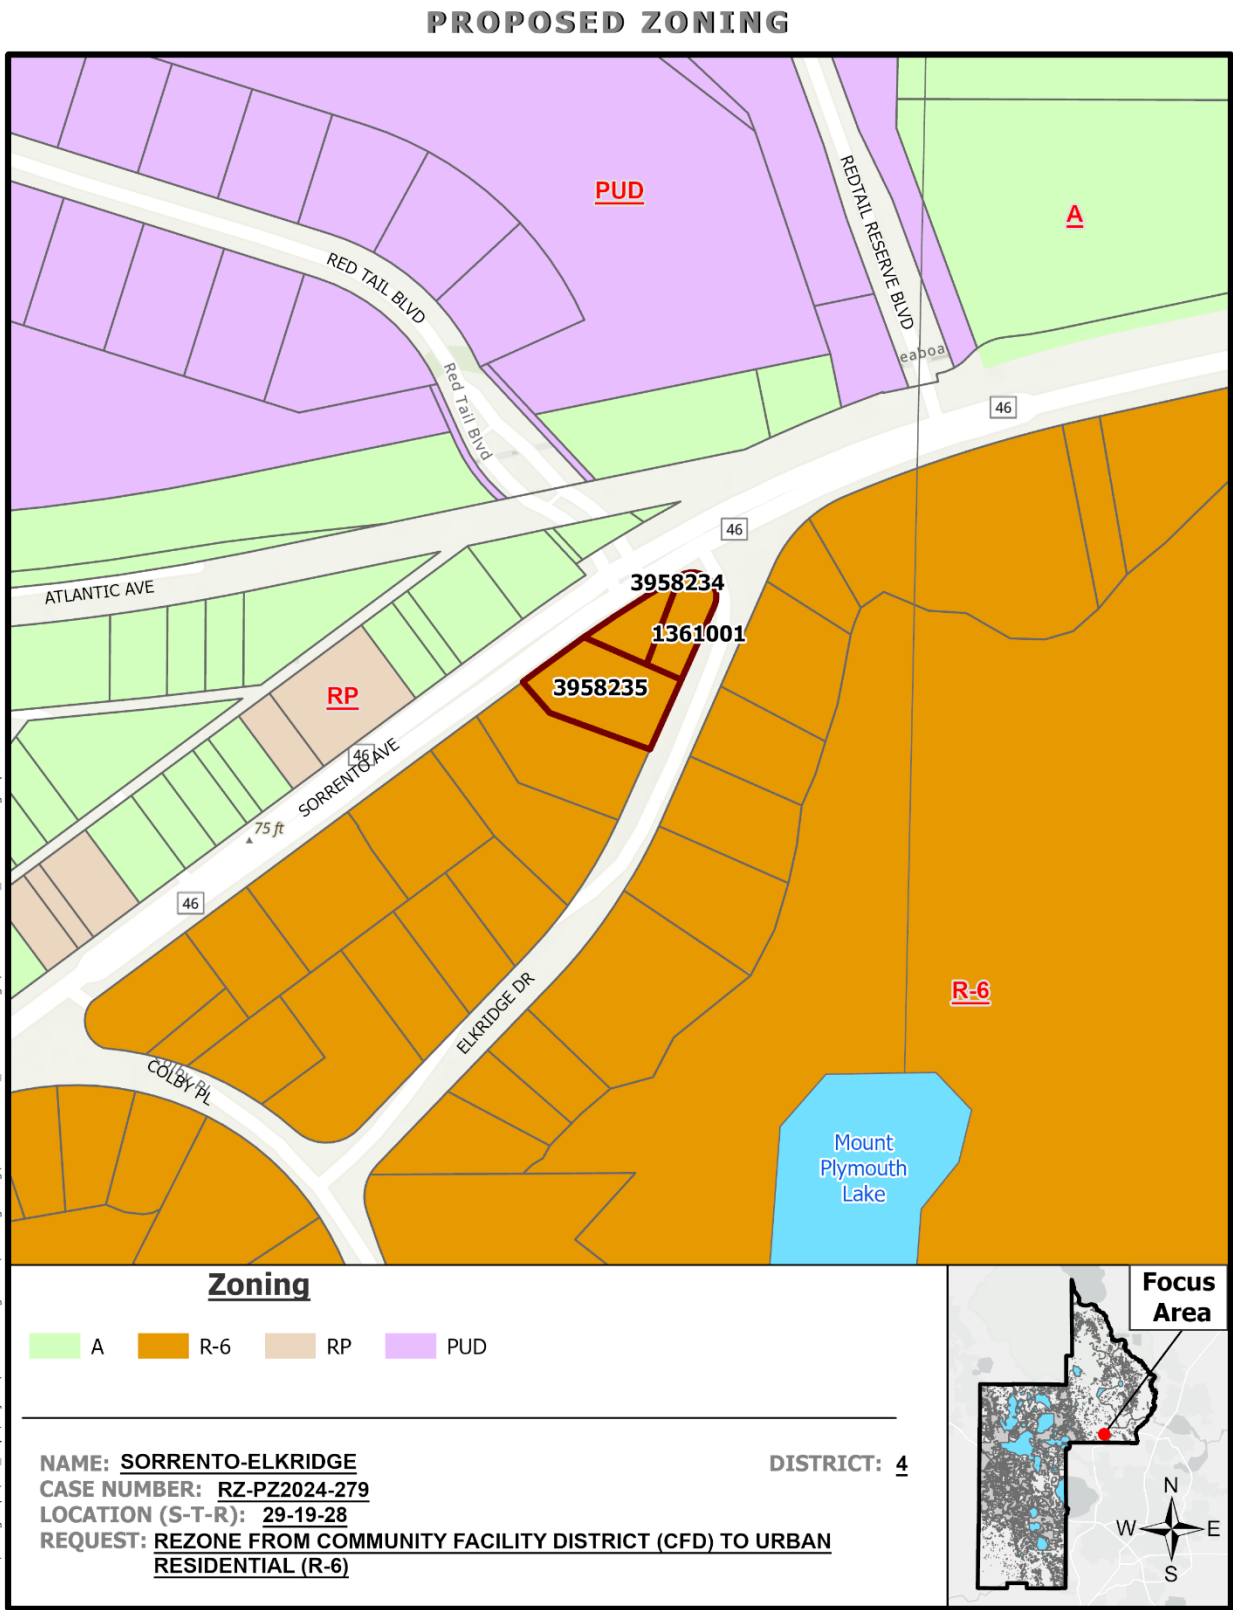 PROPOSED ZONING
PUD
A
REDTAIL RESERVE BLVD
RED TAIL BLVD
eaboa
Red Tail Blvd
46
46
ATLANTIC AVE
3958234
1361001
3958235
RP
46
SORRENTO AVE
75 ft
46
R-6
ELKRIDGE DR
Colby PL
COLBY PL
Mount
Plymouth
Lake
Zoning
A
R-6
RP
PUD
Focus
Area
NAME: SORRENTO-ELKRIDGE
DISTRICT: 4
CASE NUMBER: RZ-PZ2024-279
LOCATION (S-T-R): 29-19-28
REQUEST: REZONE FROM COMMUNITY FACILITY DISTRICT (CFD) TO URBAN
RESIDENTIAL (R-6)
N
W
E
S